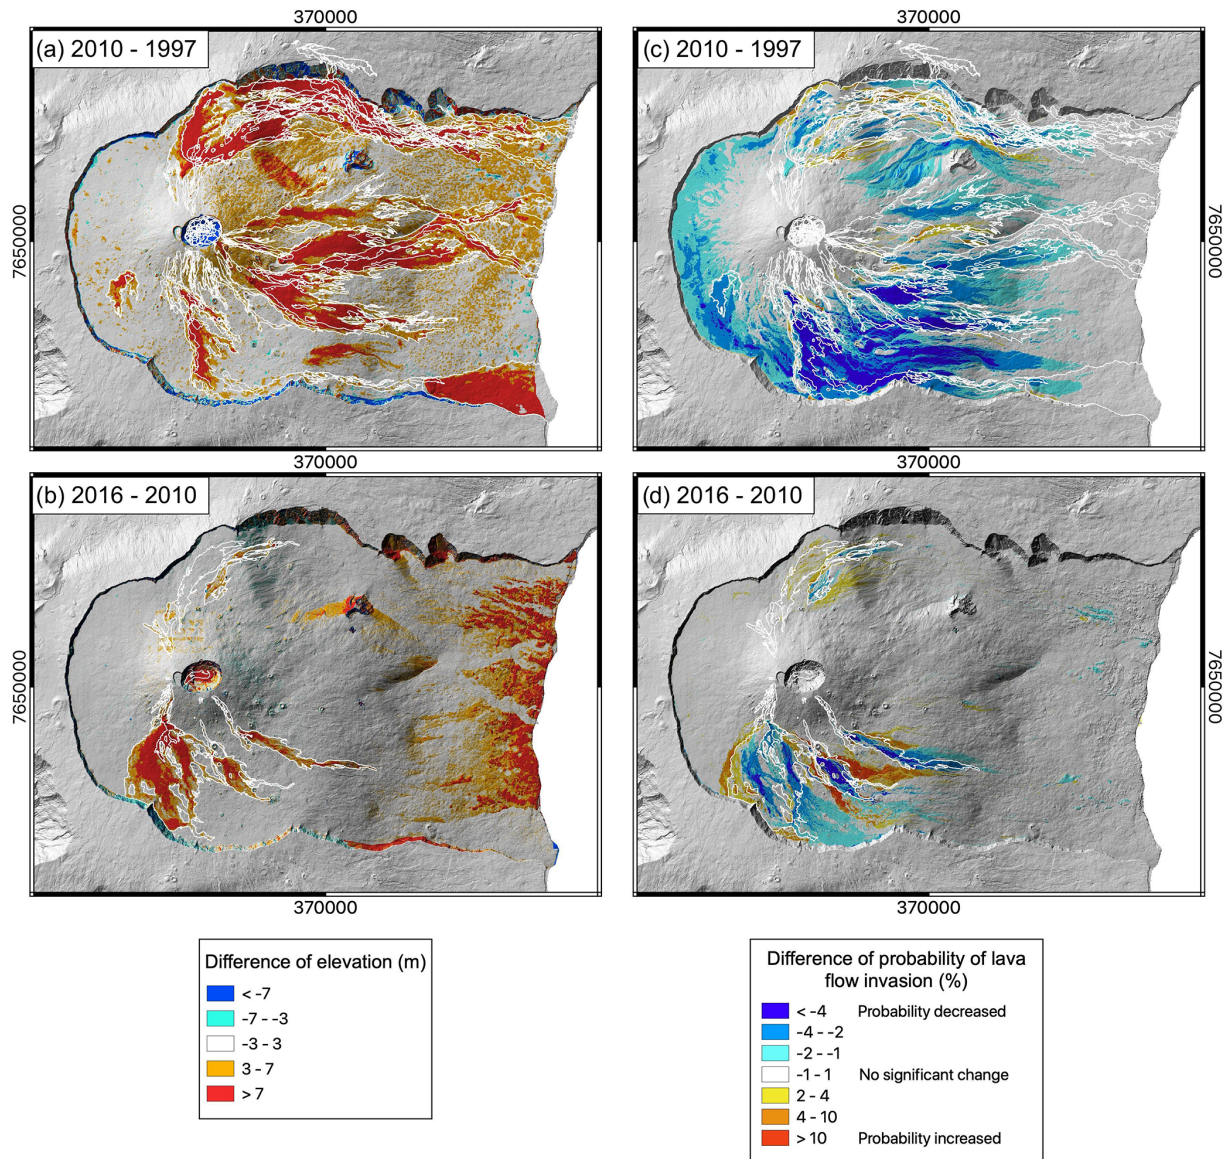 370000
370000
(a) 2010 - 1997
(c) 2010 - 1997
7650000
7650000
370000
370000
(b) 2016 - 2010
(d) 2016 - 2010
7650000
7650000
370000
370000
Difference of elevation (m)
< -7
-7 - -3
-3 - 3
3 - 7
> 7
Difference of probability of lava
flow invasion (%)
< -4 Probability decreased
-4 - -2
-2 - -1
-1 - 1 No significant change
2 - 4
4 - 10
> 10 Probability increased